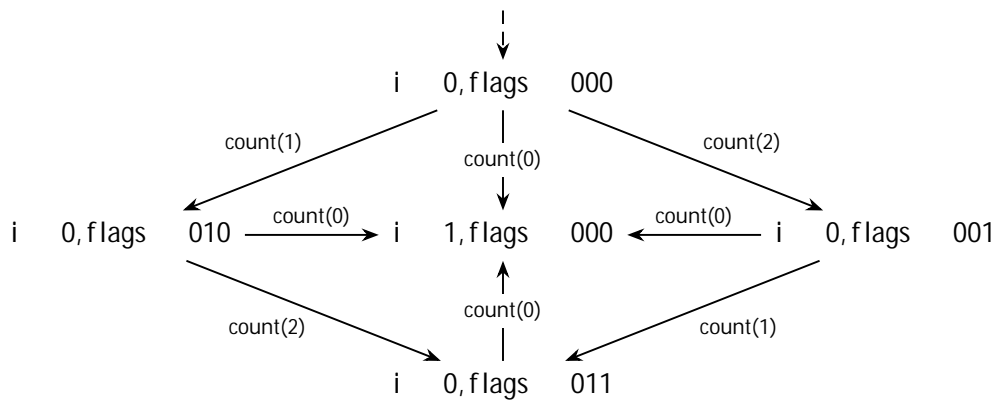 i 0, flags 000
count(1)
count(2)
count(0)
i 0, flags 010
count(0)
i 1, flags 000
count(0)
i 0, flags 001
count(0)
count(2)
count(1)
i 0, flags 011